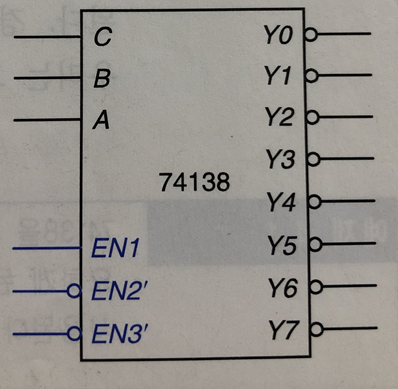 C Y0
B Y1
A Y2
Y3
74138
Y4
EN1 Y5
EN2' Y6
EN3' Y7